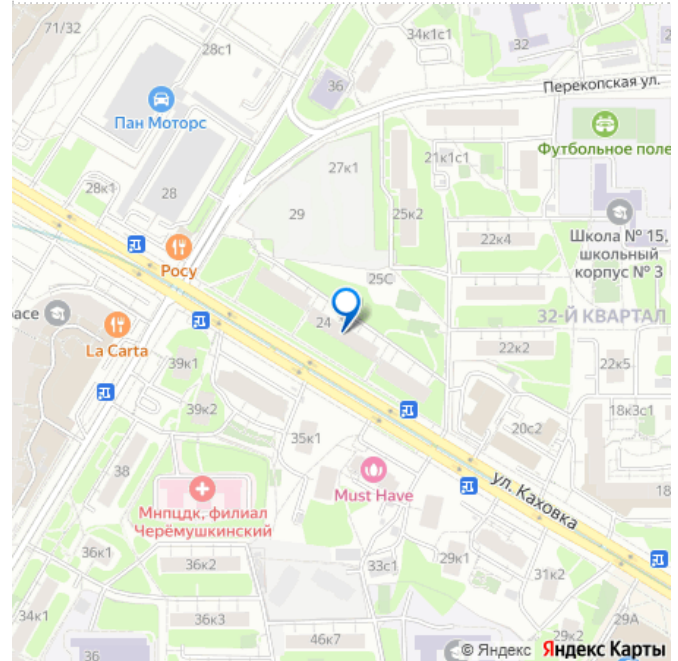 71/32
28с1
34к1с1
32
36
Перекопская ул.
Пан Моторс
Футбольное поле
27к1
21к1с1
28к1
28
29
25к2
22к4
Школа № 15,
школьный
корпус № 3
Росу
25С
24
32-Й КВАРТАЛ
ace
La Carta
39к1
22к2
22к5
39к2
18к3с1
20с2
35к1
38
Must Have
ул. Каховка
18
Мнпцдк, филиал
Черёмушкинский
36к1
36к2
33с1
29к1
31к2
34к1
36к3
29А
46к7
29к2
36
© Яндекс Яндекс Карты